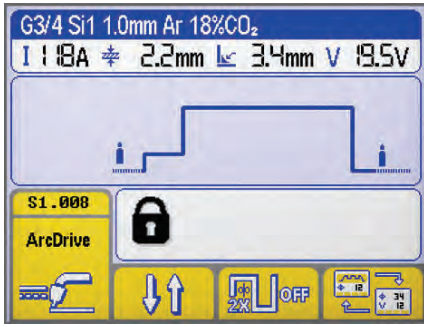 G3/4 Si1 1.0mm Ar 18%CO₂
I 118A 2.2mm 3.4mm V 19.5V
S1.008
ArcDrive
2X OFF
12 34
V 12